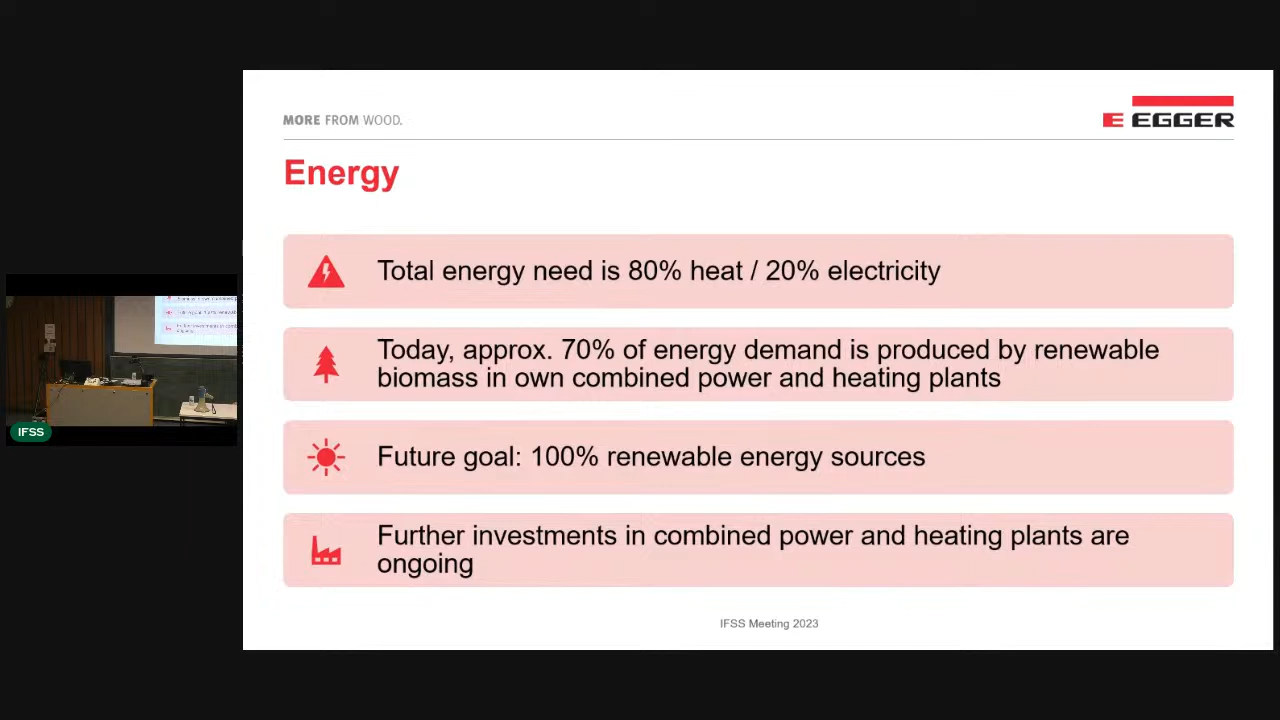 MORE FROM WOOD.
E EGGER
Energy
Total energy need is 80% heat / 20% electricity
Today, approx. 70% of energy demand is produced by renewable
biomass in own combined power and heating plants
Future goal: 100% renewable energy sources
Further investments in combined power and heating plants are
ongoing
IFSS Meeting 2023
IFSS